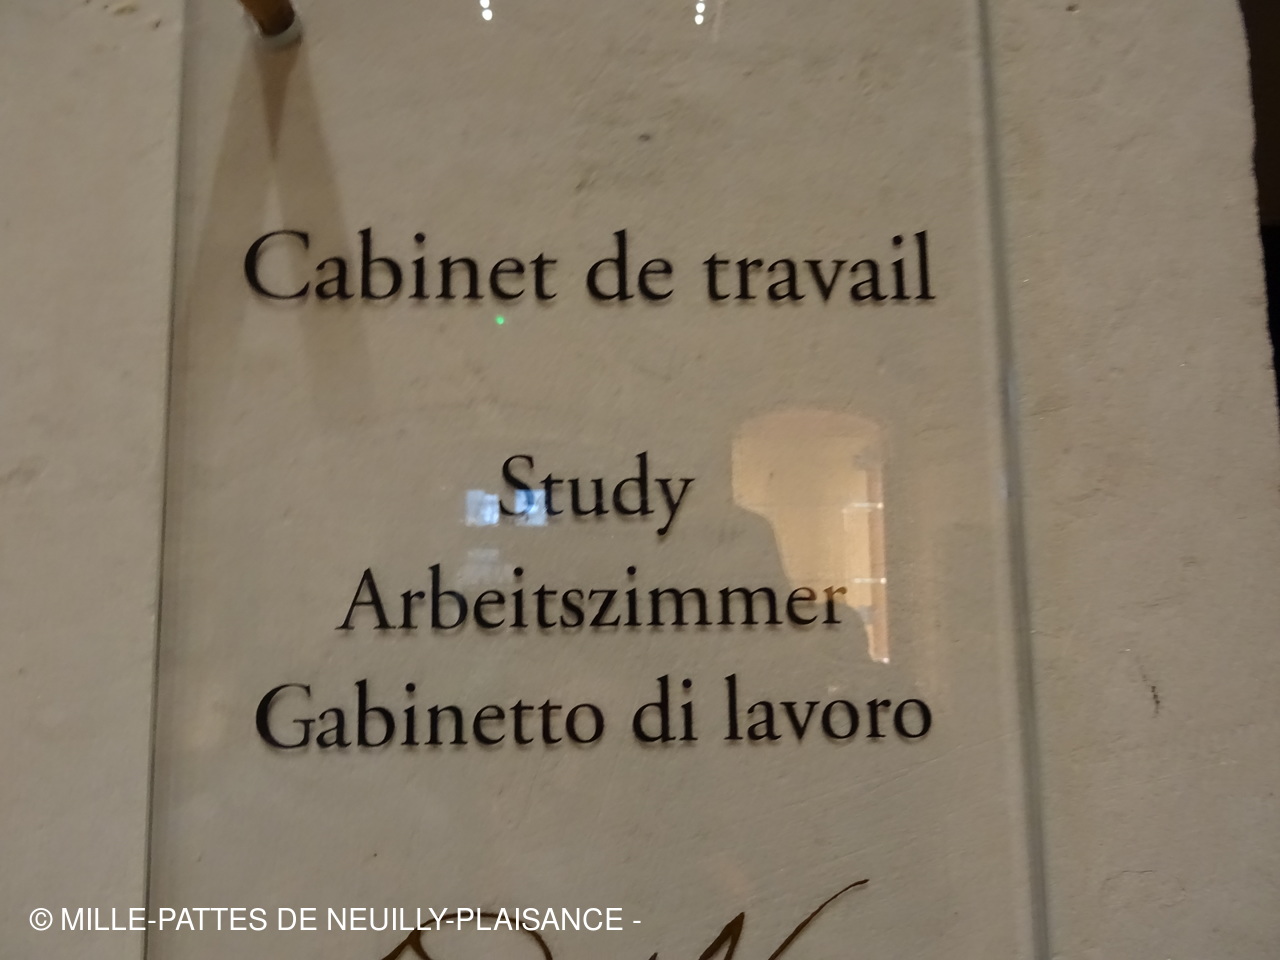 Cabinet de travail
Study
Arbeitszimmer
Gabinetto di lavoro
© MILLE-PATTES DE NEUILLY-PLAISANCE -